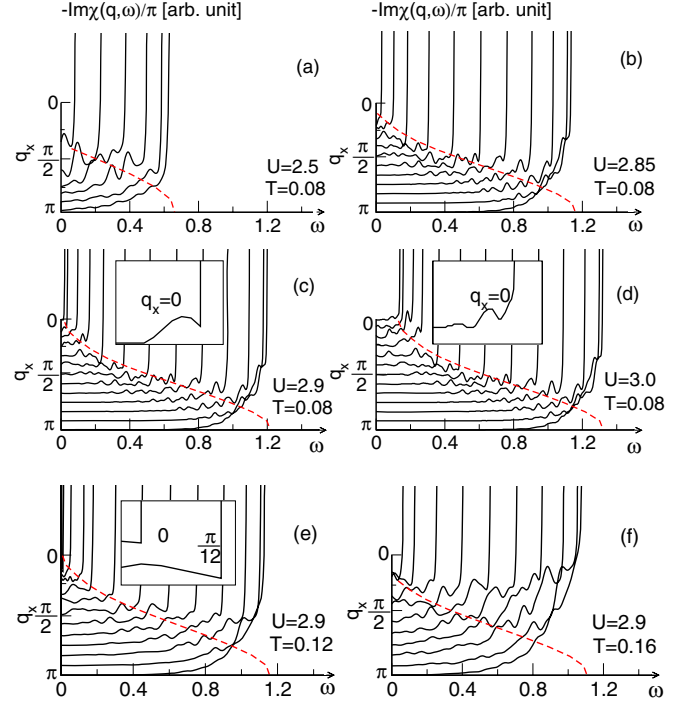 -Imχ(q,ω)/π [arb. unit] -Imχ(q,ω)/π [arb. unit]
(a) (b)
0 0
q_x π/2 q_x π/2
U=2.5 U=2.85
T=0.08 T=0.08
π π
0 0.4 0.8 1.2 ω 0 0.4 0.8 1.2 ω
(c) (d)
q_x=0 q_x=0
0 0
q_x π/2 q_x π/2
U=2.9 U=3.0
T=0.08 T=0.08
π π
0 0.4 0.8 1.2 ω 0 0.4 0.8 1.2 ω
(e) (f)
0 π/12
0 0
q_x π/2 q_x π/2
U=2.9 U=2.9
T=0.12 T=0.16
π π
0 0.4 0.8 1.2 ω 0 0.4 0.8 1.2 ω